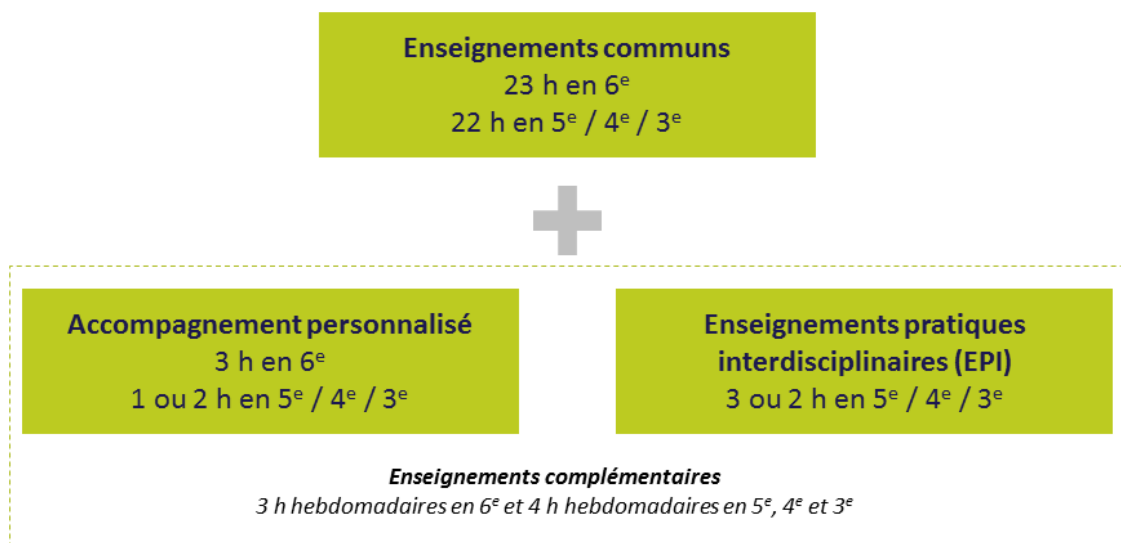 Enseignements communs
23 h en 6ᵉ
22 h en 5ᵉ / 4ᵉ / 3ᵉ
Accompagnement personnalisé
3 h en 6ᵉ
1 ou 2 h en 5ᵉ / 4ᵉ / 3ᵉ
Enseignements pratiques
interdisciplinaires (EPI)
3 ou 2 h en 5ᵉ / 4ᵉ / 3ᵉ
Enseignements complémentaires
3 h hebdomadaires en 6ᵉ et 4 h hebdomadaires en 5ᵉ, 4ᵉ et 3ᵉ